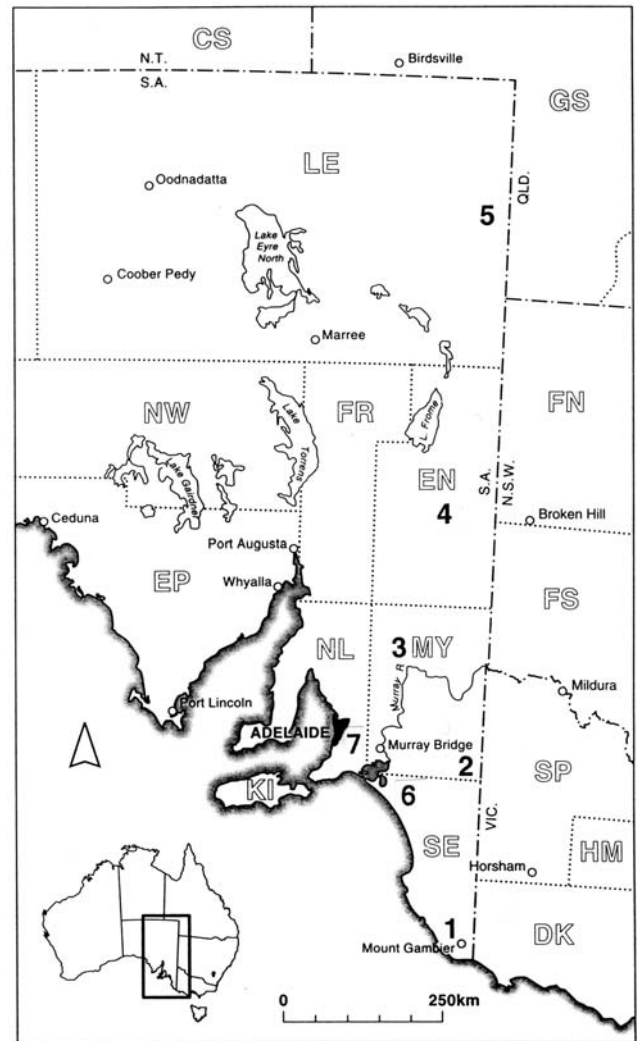 CS
N.T.
S.A.
Birdsville
GS
LE
Oodnadatta
QLD.
5
Lake
Eyre
North
Coober Pedy
Marree
NW
Lake
Torrens
FR
L. Frome
FN
Lake Gairdner
EN
S.A.
N.S.W.
4
Ceduna
Broken Hill
Port Augusta
EP
Whyalla
FS
NL
3
MY
Murray R
Mildura
Port Lincoln
ADELAIDE
7
Murray Bridge
2
SP
KI
6
VIC.
SE
HM
Horsham
1
DK
Mount Gambier
0
250km